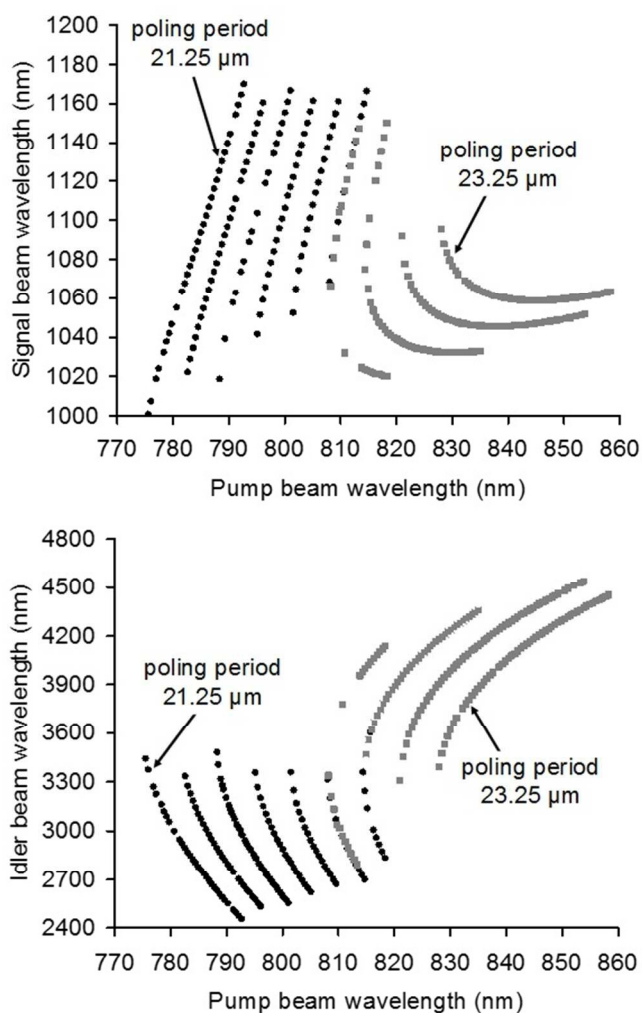 1200
1180
1160
1140
1120
1100
1080
1060
1040
1020
1000
Signal beam wavelength (nm)
poling period
21.25 µm
poling period
23.25 µm
770 780 790 800 810 820 830 840 850 860
Pump beam wavelength (nm)
4800
4500
4200
3900
3600
3300
3000
2700
2400
Idler beam wavelength (nm)
poling period
21.25 µm
poling period
23.25 µm
770 780 790 800 810 820 830 840 850 860
Pump beam wavelength (nm)